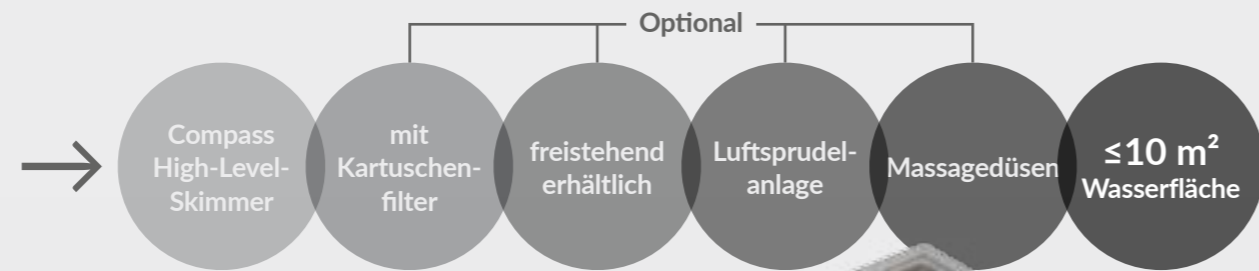 Optional
Compass
High-Level-
Skimmer
mit
Kartuschen-
filter
freistehend
erhältlich
Luftsprudel-
anlage
Massagedüsen
≤10 m²
Wasserfläche